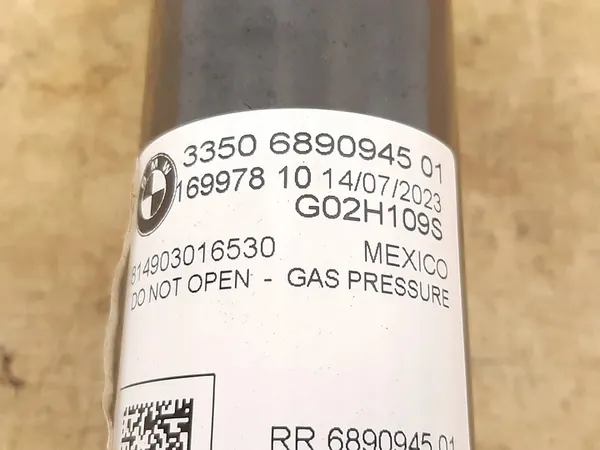 BMW
3350 6890945 01
169978 10 14/07/2023
G02H109S
814903016530 MEXICO
DO NOT OPEN - GAS PRESSURE
RR 6890945 01